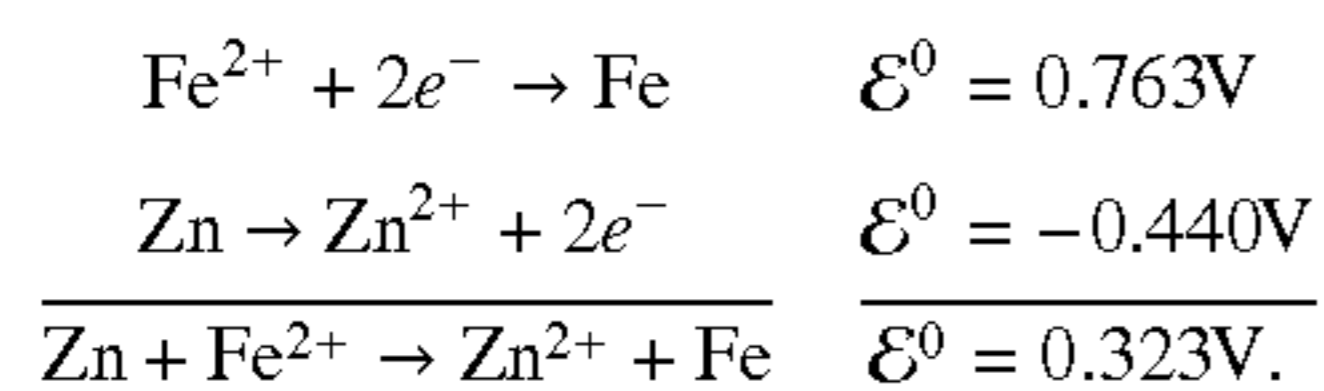 Fe²⁺ + 2e⁻ → Fe   ℰ⁰ = 0.763V
Zn → Zn²⁺ + 2e⁻   ℰ⁰ = −0.440V
Zn + Fe²⁺ → Zn²⁺ + Fe   ℰ⁰ = 0.323V.